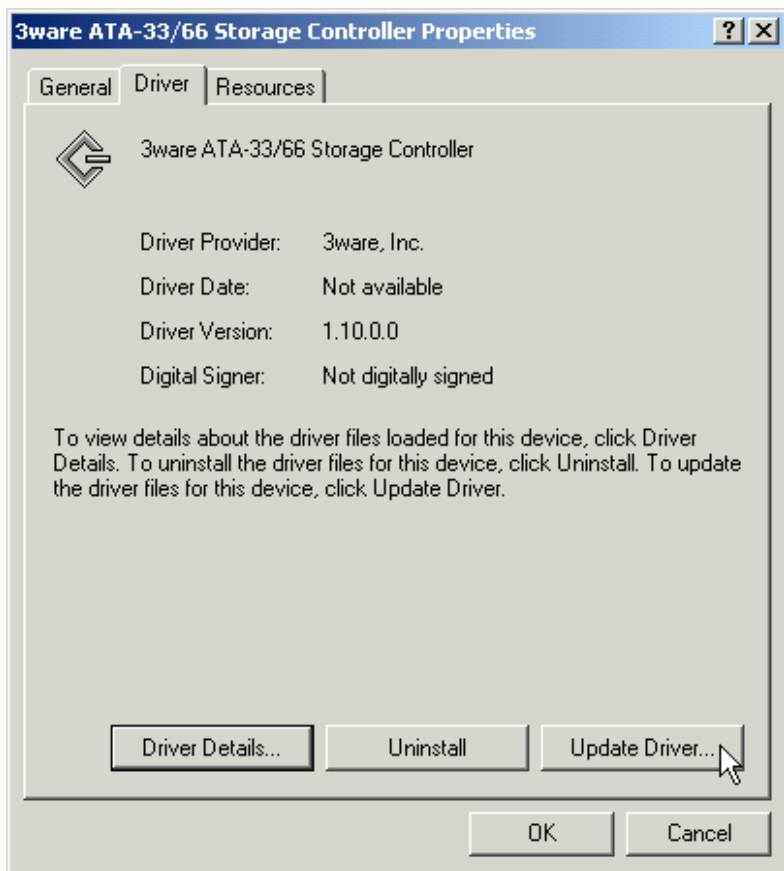 3ware ATA-33/66 Storage Controller Properties
General Driver Resources
3ware ATA-33/66 Storage Controller
Driver Provider: 3ware, Inc.
Driver Date: Not available
Driver Version: 1.10.0.0
Digital Signer: Not digitally signed
To view details about the driver files loaded for this device, click Driver
Details. To uninstall the driver files for this device, click Uninstall. To update
the driver files for this device, click Update Driver.
Driver Details... Uninstall Update Driver...
OK Cancel